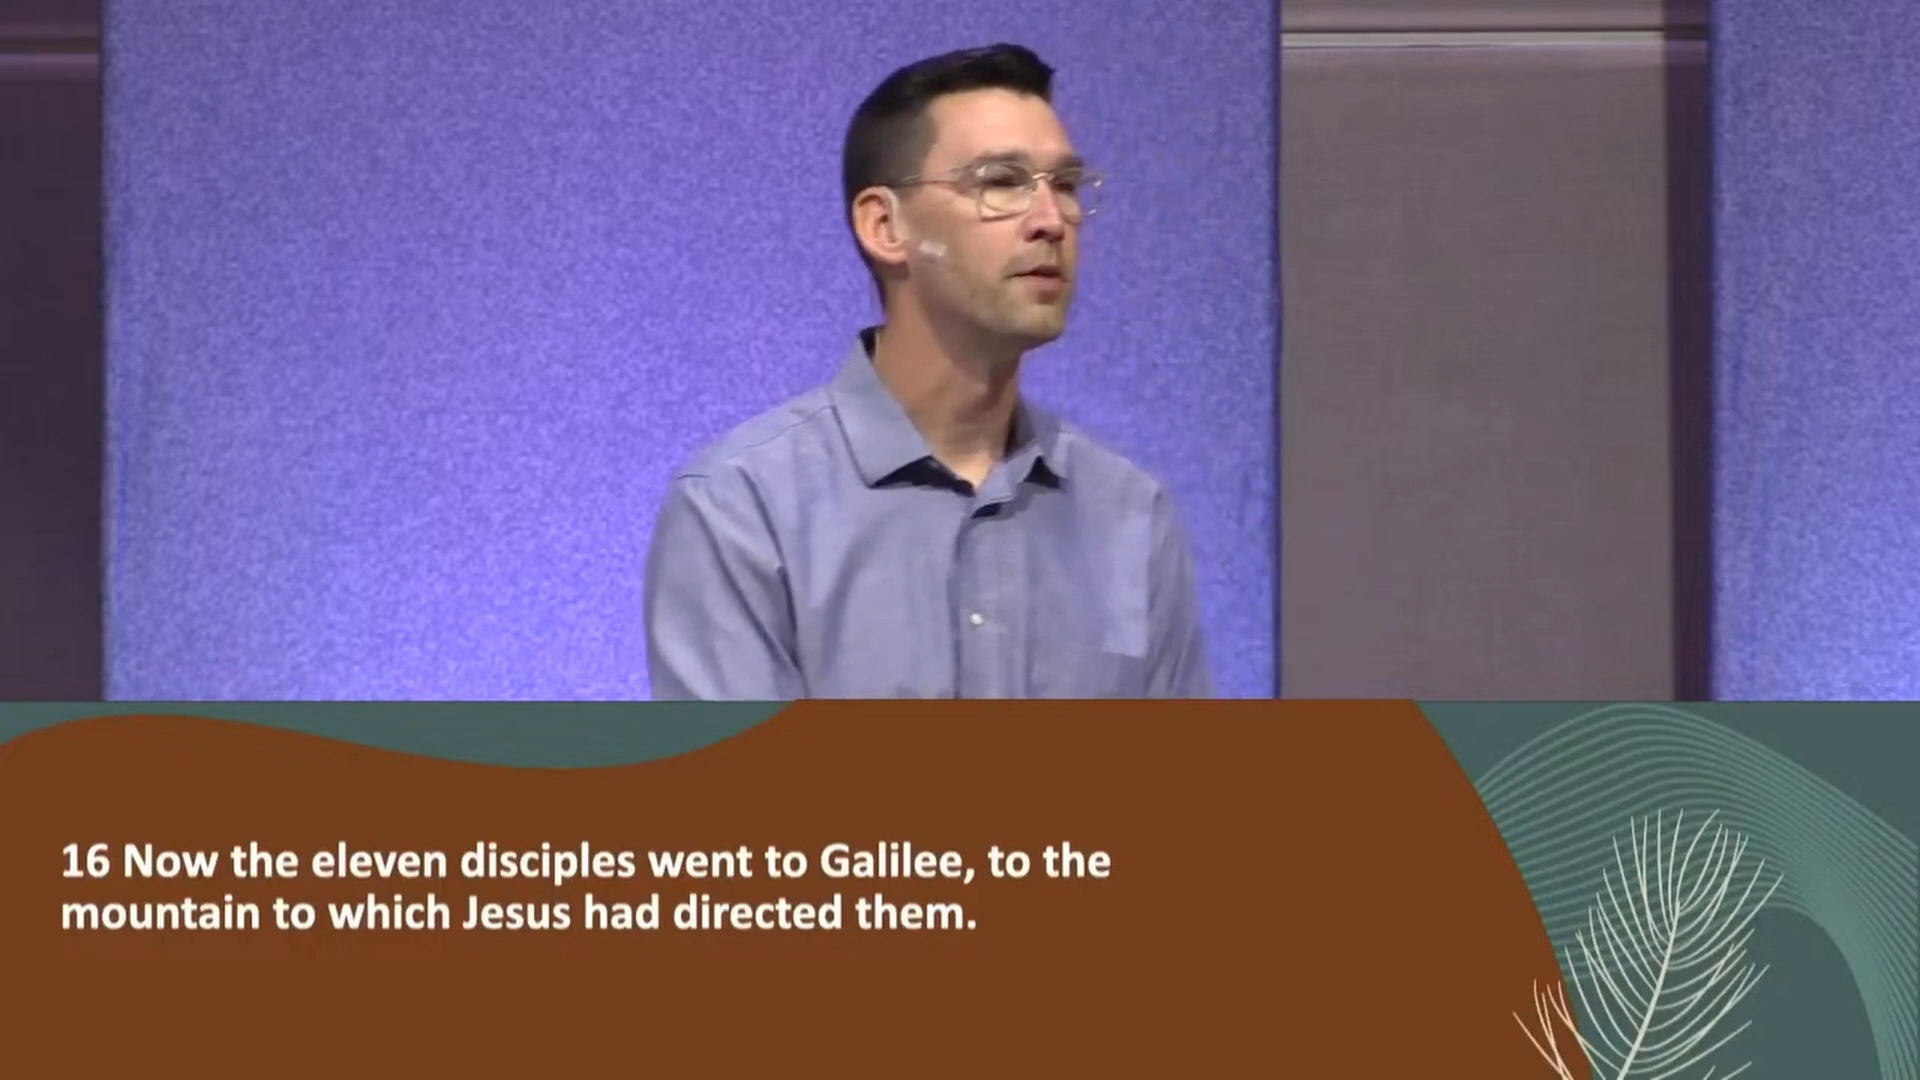 16 Now the eleven disciples went to Galilee, to the
mountain to which Jesus had directed them.